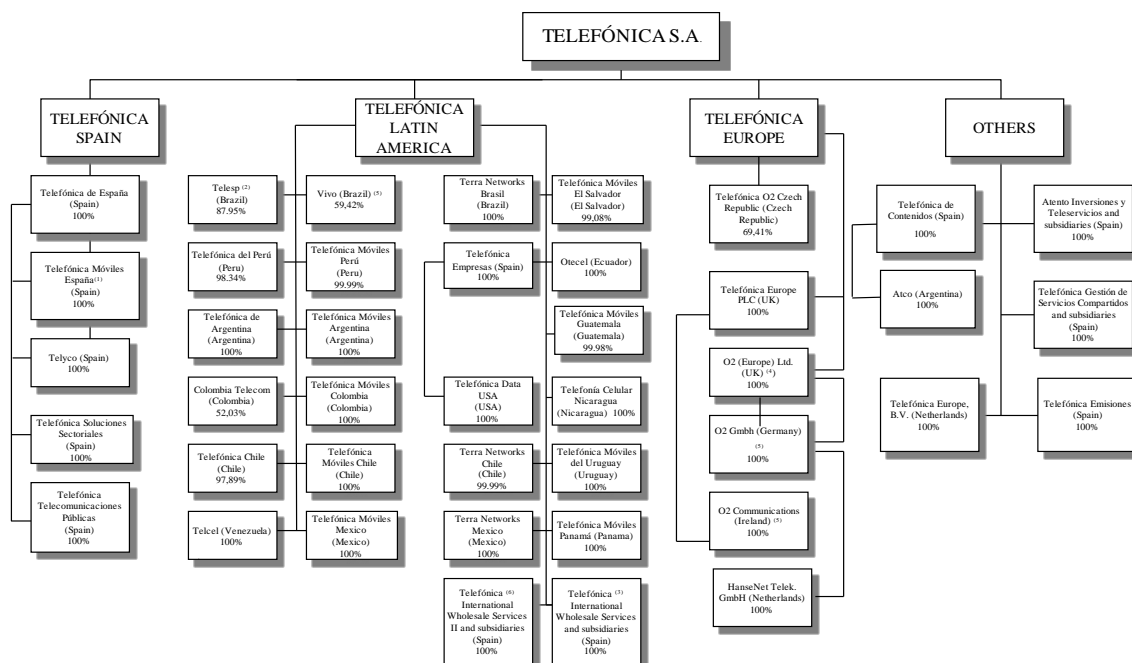 TELEFÓNICA S.A.
TELEFÓNICA
SPAIN
TELEFÓNICA
LATIN
AMERICA
TELEFÓNICA
EUROPE
OTHERS
Telefónica de España
(Spain)
100%
Telefónica Móviles
España(1)
(Spain)
100%
Telyco (Spain)
100%
Telefónica Soluciones
Sectoriales
(Spain)
100%
Telefónica
Telecomunicaciones
Públicas
(Spain)
100%
Telesp (2)
(Brazil)
87.95%
Vivo (Brazil) (5)
59,42%
Telefónica del Perú
(Peru)
98.34%
Telefónica Móviles
Perú
(Peru)
99.99%
Telefónica de
Argentina
(Argentina)
100%
Telefónica Móviles
Argentina
(Argentina)
100%
Colombia Telecom
(Colombia)
52,03%
Telefónica Móviles
Colombia
(Colombia)
100%
Telefónica Chile
(Chile)
97,89%
Telefónica
Móviles Chile
(Chile)
100%
Telcel (Venezuela)
100%
Telefónica Móviles
Mexico
(Mexico)
100%
Terra Networks
Brasil
(Brazil)
100%
Telefónica Móviles
El Salvador
(El Salvador)
99,08%
Telefónica
Empresas (Spain)
100%
Otecel (Ecuador)
100%
Telefónica Móviles
Guatemala
(Guatemala)
99.98%
Telefónica Data
USA
(USA)
100%
Telefonía Celular
Nicaragua
(Nicaragua) 100%
Terra Networks
Chile
(Chile)
99.99%
Telefónica Móviles
del Uruguay
(Uruguay)
100%
Terra Networks
Mexico
(Mexico)
100%
Telefónica Móviles
Panamá (Panama)
100%
Telefónica (6)
International
Wholesale Services
II and subsidiaries
(Spain)
100%
Telefónica (3)
International
Wholesale Services
and subsidiaries
(Spain)
100%
Telefónica O2 Czech
Republic (Czech
Republic)
69,41%
Telefónica Europe
PLC (UK)
100%
O2 (Europe) Ltd.
(UK) (4)
100%
O2 Gmbh (Germany)
(5)
100%
O2 Communications
(Ireland) (5)
100%
HanseNet Telek.
GmbH (Netherlands)
100%
Telefónica de
Contenidos (Spain)
100%
Atento Inversiones y
Teleservicios and
subsidiaries (Spain)
100%
Atco (Argentina)
100%
Telefónica Gestión de
Servicios Compartidos
and subsidiaries
(Spain)
100%
Telefónica Europe,
B.V. (Netherlands)
100%
Telefónica Emisiones
(Spain)
100%